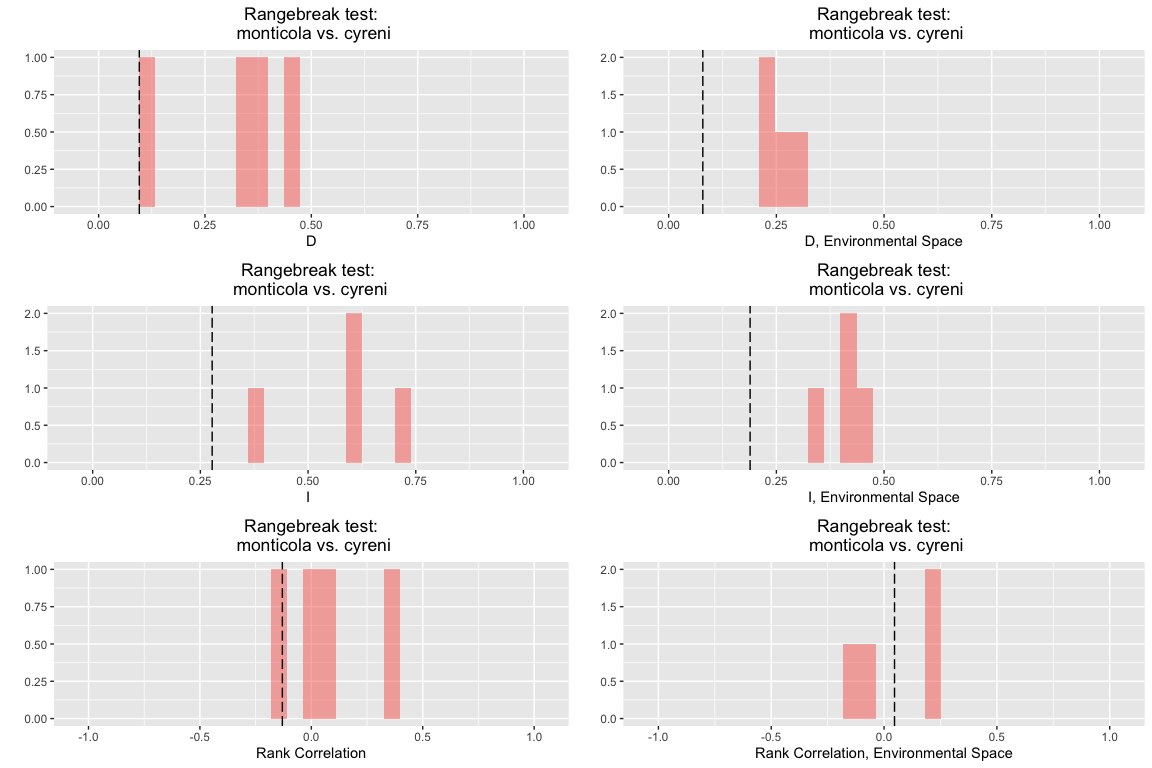 Rangebreak test:
monticola vs. cyreni
1.00
0.75
0.50
0.25
0.00
0.00 0.25 0.50 0.75 1.00
D
Rangebreak test:
monticola vs. cyreni
2.0
1.5
1.0
0.5
0.0
0.00 0.25 0.50 0.75 1.00
D, Environmental Space
Rangebreak test:
monticola vs. cyreni
2.0
1.5
1.0
0.5
0.0
0.00 0.25 0.50 0.75 1.00
I
Rangebreak test:
monticola vs. cyreni
2.0
1.5
1.0
0.5
0.0
0.00 0.25 0.50 0.75 1.00
I, Environmental Space
Rangebreak test:
monticola vs. cyreni
1.00
0.75
0.50
0.25
0.00
-1.0 -0.5 0.0 0.5 1.0
Rank Correlation
Rangebreak test:
monticola vs. cyreni
2.0
1.5
1.0
0.5
0.0
-1.0 -0.5 0.0 0.5 1.0
Rank Correlation, Environmental Space